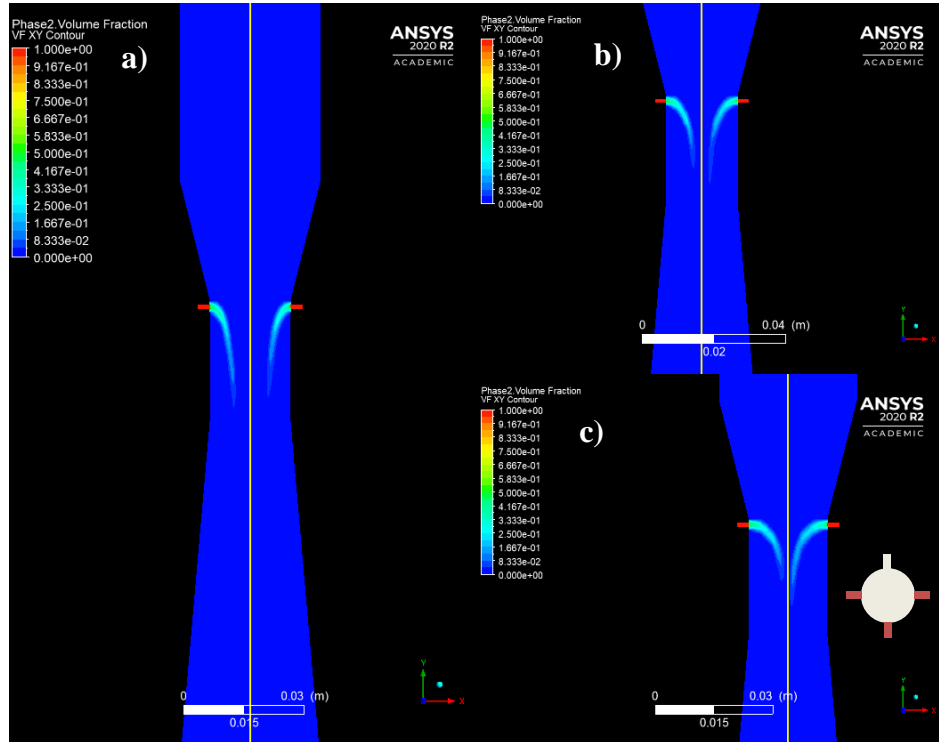 Phase2.Volume Fraction
VF XY Contour
1.000e+00
9.167e-01
8.333e-01
7.500e-01
6.667e-01
5.833e-01
5.000e-01
4.167e-01
3.333e-01
2.500e-01
1.667e-01
8.333e-02
0.000e+00
a)
ANSYS
2020 R2
ACADEMIC
0 0.03 (m)
0.015
Y
X
Phase2.Volume Fraction
VF XY Contour
1.000e+00
9.167e-01
8.333e-01
7.500e-01
6.667e-01
5.833e-01
5.000e-01
4.167e-01
3.333e-01
2.500e-01
1.667e-01
8.333e-02
0.000e+00
b)
ANSYS
2020 R2
ACADEMIC
0 0.04 (m)
0.02
Y
X
Phase2.Volume Fraction
VF XY Contour
1.000e+00
9.167e-01
8.333e-01
7.500e-01
6.667e-01
5.833e-01
5.000e-01
4.167e-01
3.333e-01
2.500e-01
1.667e-01
8.333e-02
0.000e+00
c)
ANSYS
2020 R2
ACADEMIC
0 0.03 (m)
0.015
Y
X